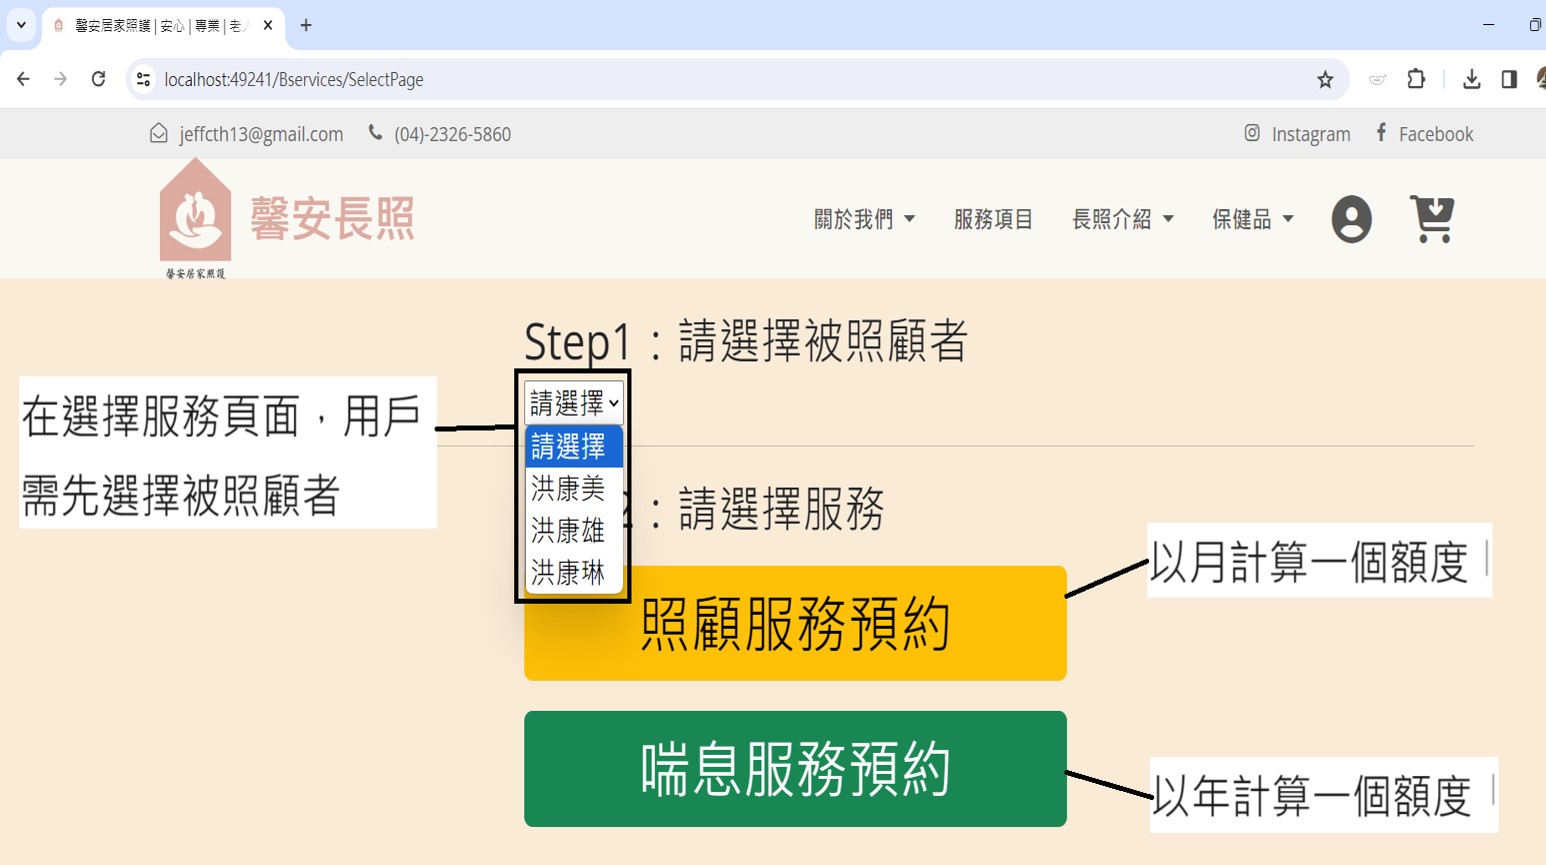 馨安居家照護 | 安心 | 專業 | 老
localhost:49241/Bservices/SelectPage
jeffcth13@gmail.com (04)-2326-5860 Instagram Facebook
馨安長照
馨安居家照護
關於我們 服務項目 長照介紹 保健品
Step1：請選擇被照顧者
在選擇服務頁面，用戶
需先選擇被照顧者
請選擇
請選擇
洪康美
洪康雄
洪康琳
2：請選擇服務
以月計算一個額度
照顧服務預約
喘息服務預約
以年計算一個額度